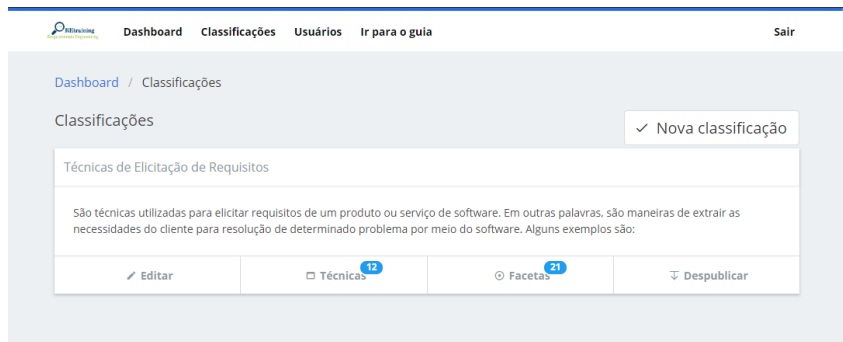 REtraining
Requirements Engineering
Dashboard Classificações Usuários Ir para o guia Sair
Dashboard / Classificações
Classificações
Nova classificação
Técnicas de Elicitação de Requisitos
São técnicas utilizadas para elicitar requisitos de um produto ou serviço de software. Em outras palavras, são maneiras de extrair as
necessidades do cliente para resolução de determinado problema por meio do software. Alguns exemplos são:
Editar Técnicas 12 Facetas 21 Despublicar